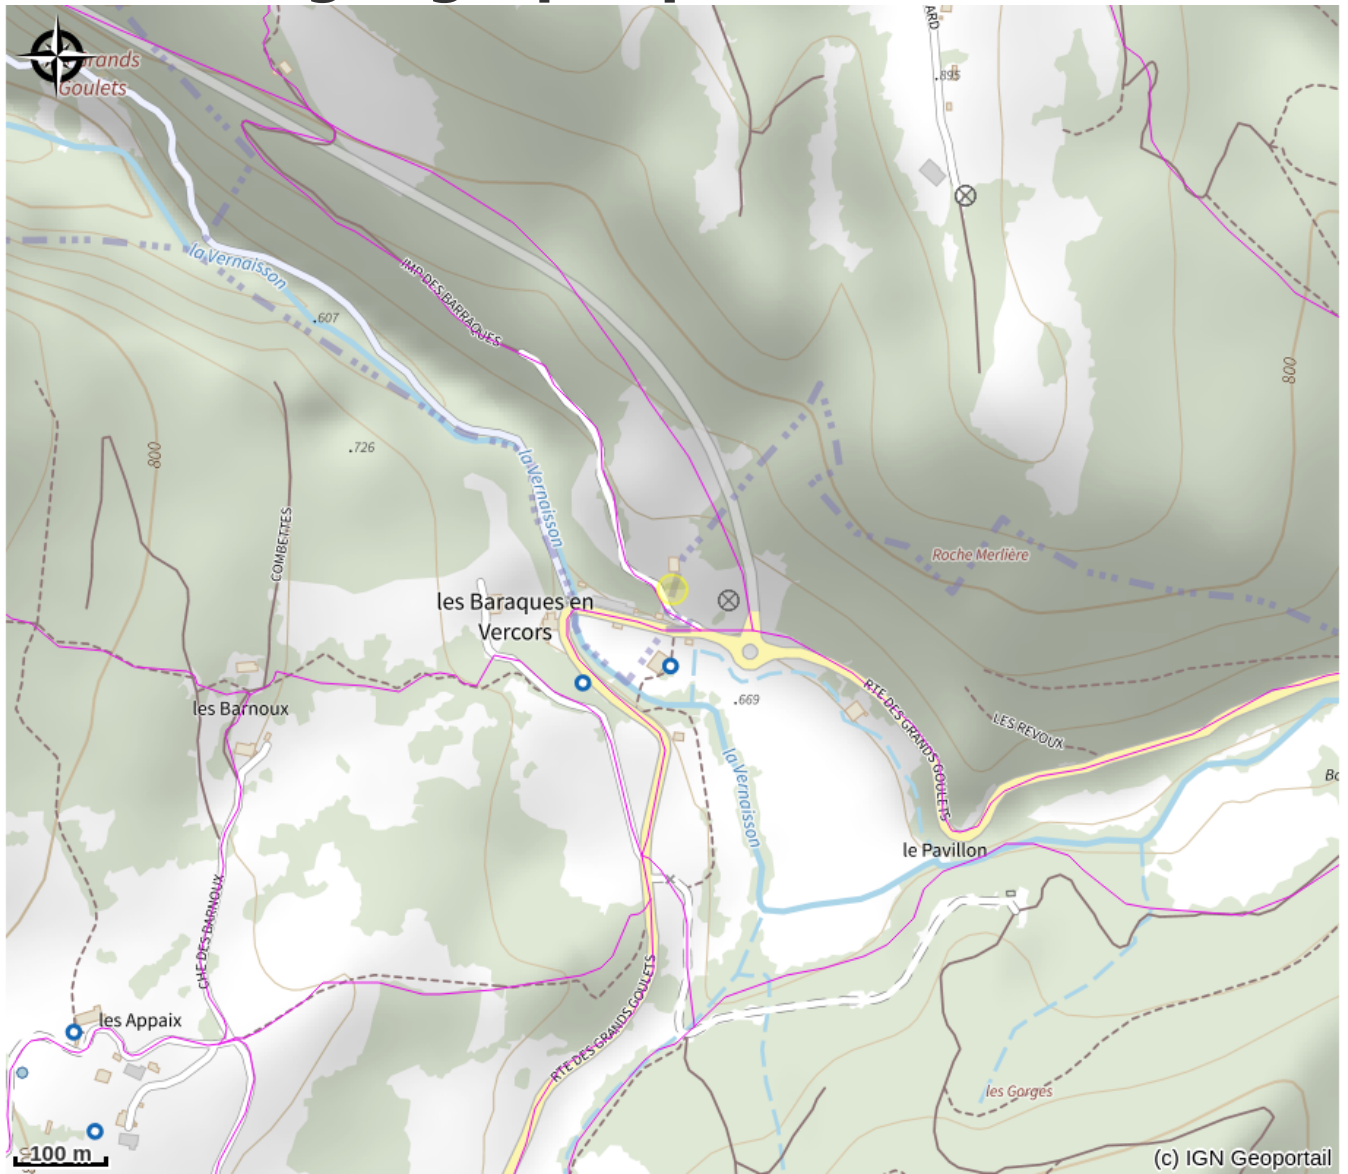 ARD
.895
Grands
Goulets
la Vernaisson
IMP DES BARRAQUES
.607
800
800
.726
la Vernaisson
COMBETTES
Roche Merlière
les Baraques en
Vercors
.669
les Barnoux
RTE DES GRANDS GOULETS
LES REVOUX
la Vernaisson
le Pavillon
CHE DES BARNOUX
RTE DES GRANDS GOULETS
les Appaix
les Gorges
100 m
(c) IGN Geoportail